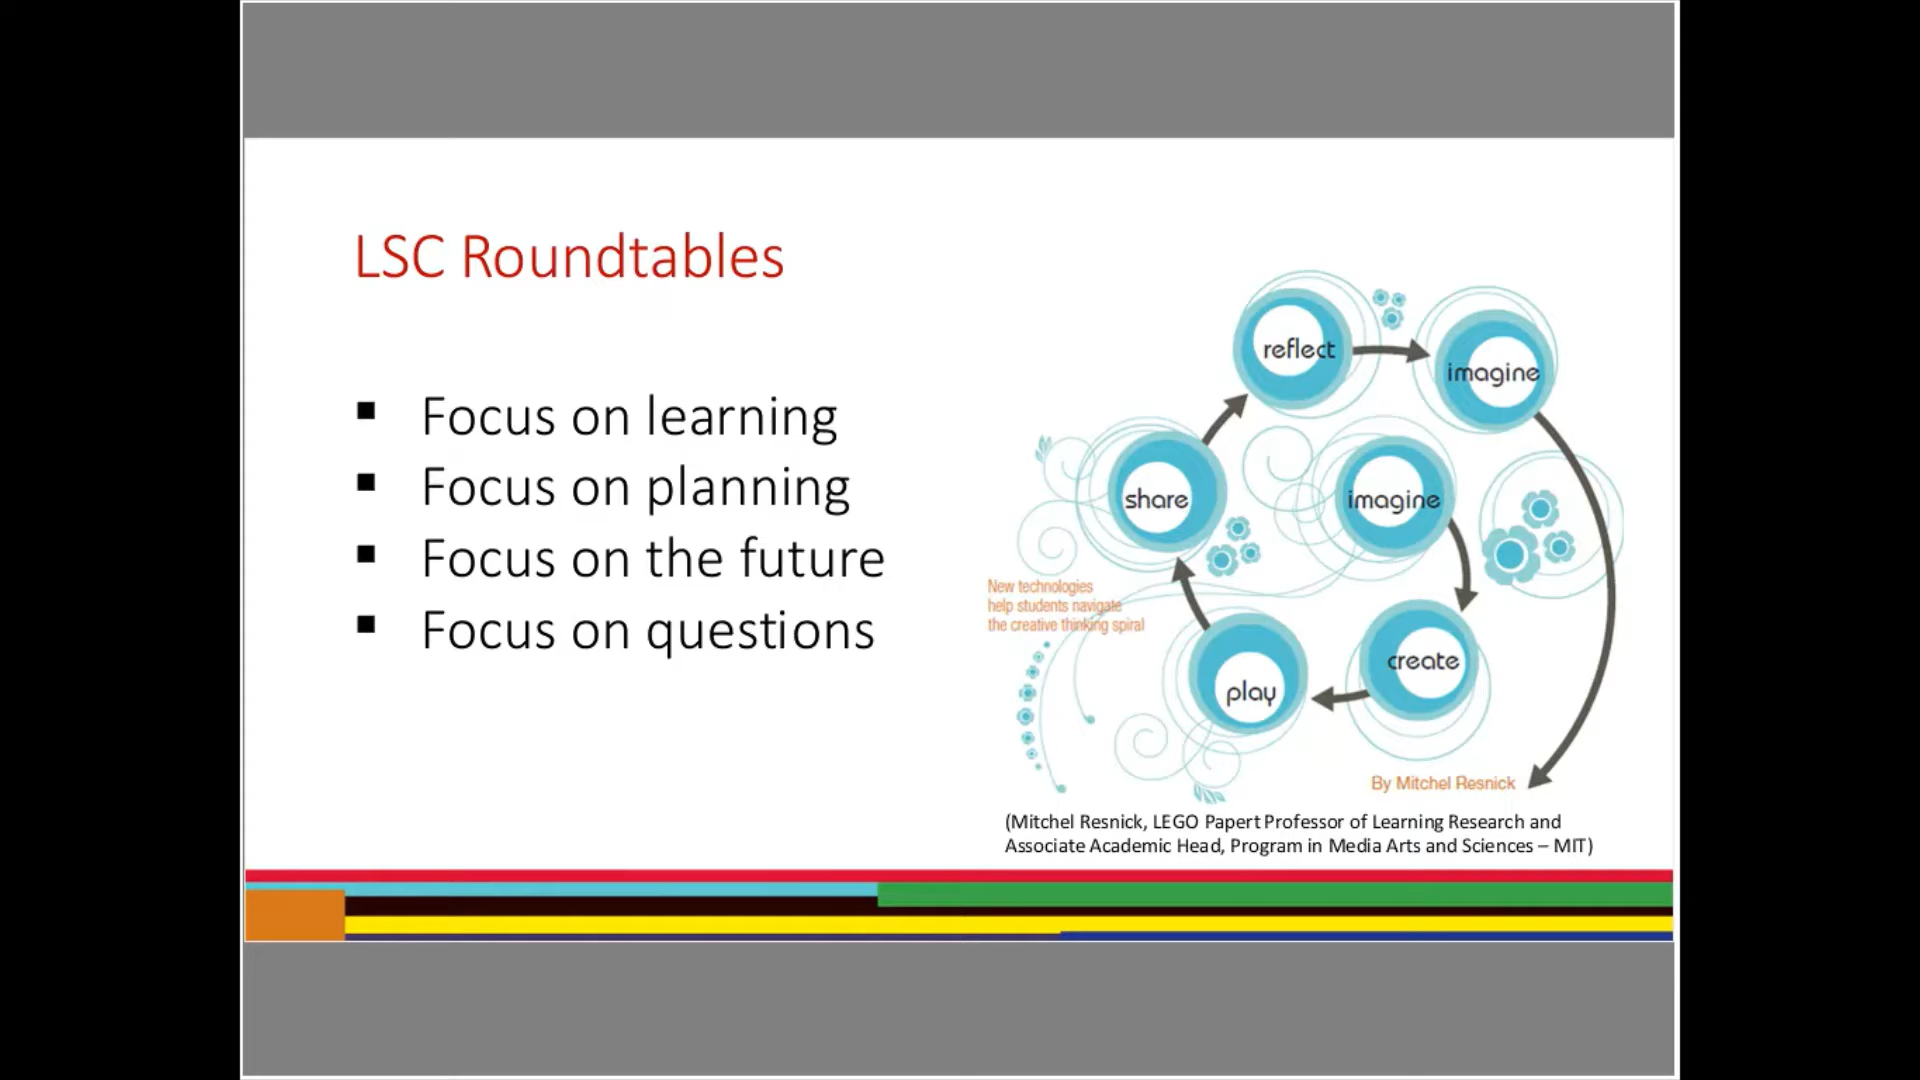 LSC Roundtables
Focus on learning
Focus on planning
Focus on the future
Focus on questions
reflect
imagine
share
imagine
New technologies
help students navigate
the creative thinking spiral
create
play
By Mitchel Resnick
(Mitchel Resnick, LEGO Papert Professor of Learning Research and
Associate Academic Head, Program in Media Arts and Sciences – MIT)